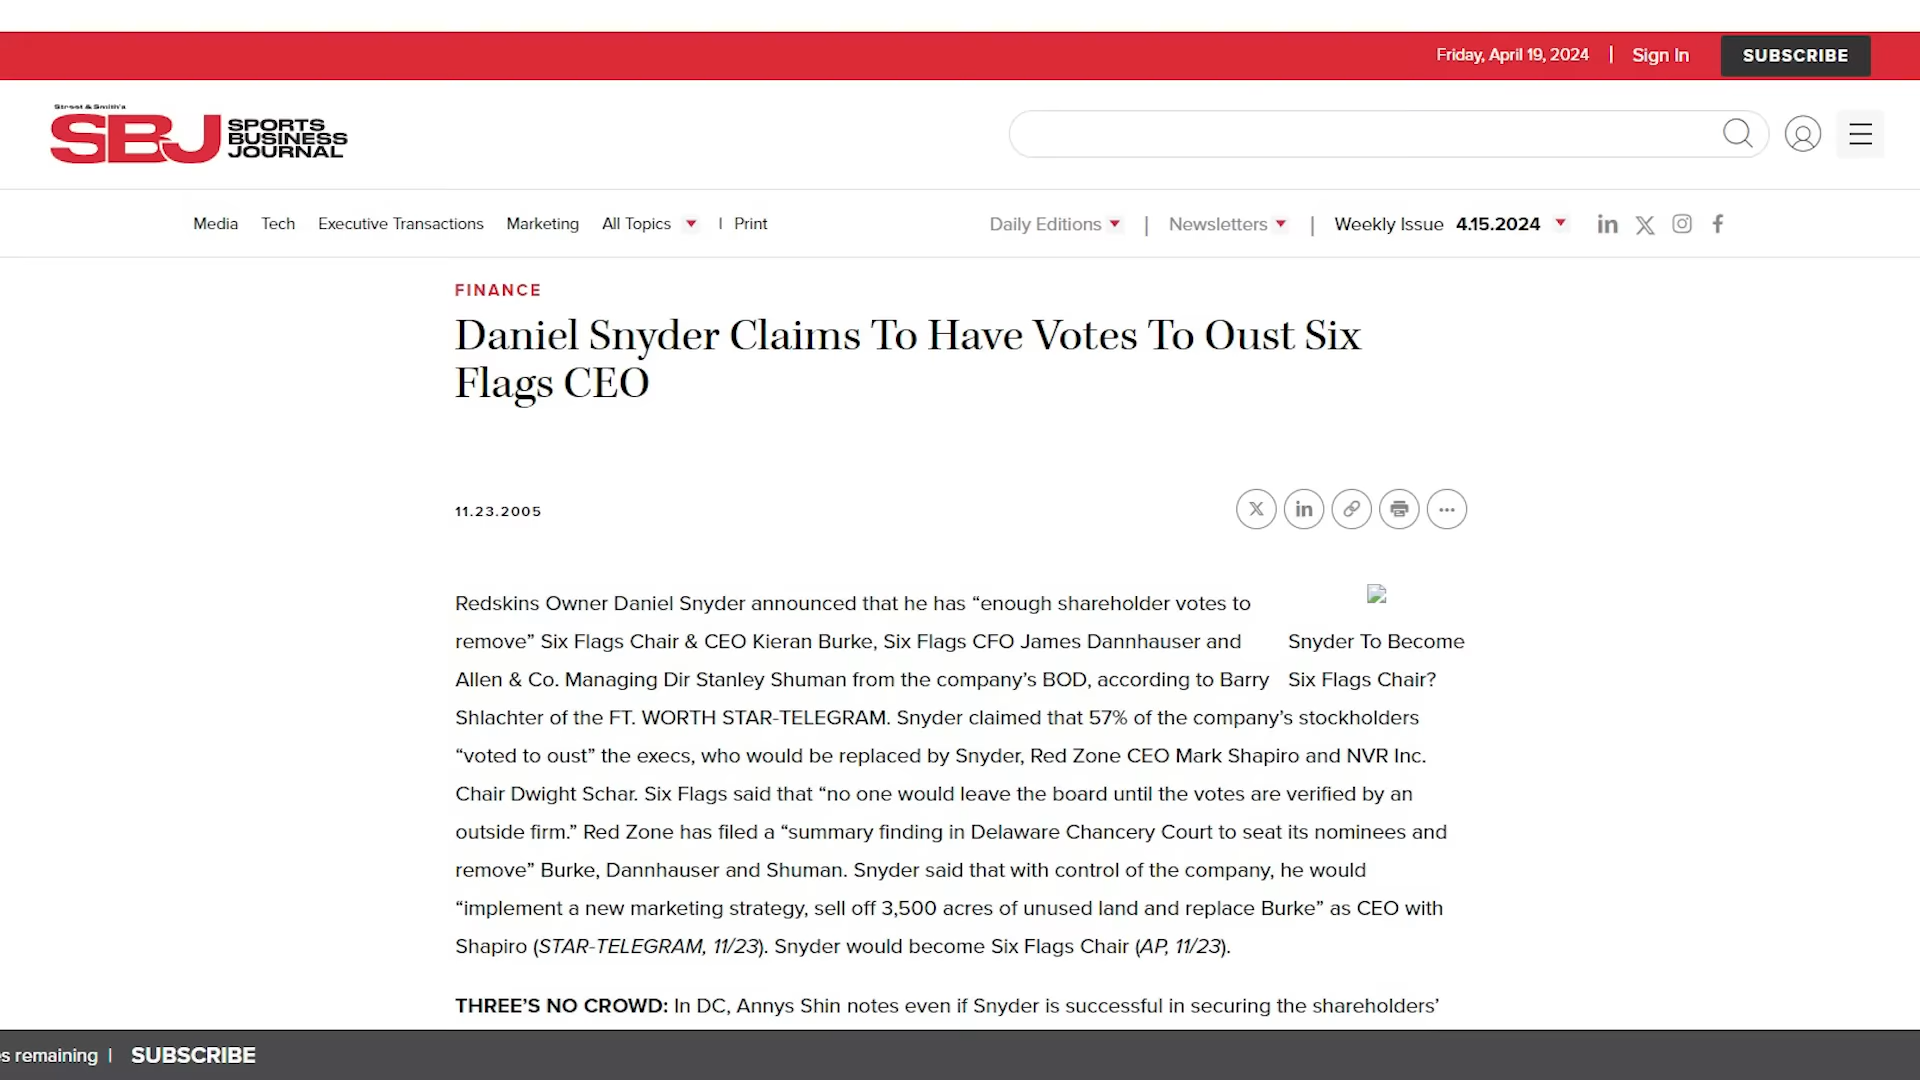 Friday, April 19, 2024 | Sign In SUBSCRIBE
Street & Smith's
SBJ SPORTS
BUSINESS
JOURNAL
Media Tech Executive Transactions Marketing All Topics | Print Daily Editions | Newsletters | Weekly Issue 4.15.2024
FINANCE
Daniel Snyder Claims To Have Votes To Oust Six
Flags CEO
11.23.2005
Redskins Owner Daniel Snyder announced that he has “enough shareholder votes to
remove” Six Flags Chair & CEO Kieran Burke, Six Flags CFO James Dannhauser and
Allen & Co. Managing Dir Stanley Shuman from the company’s BOD, according to Barry
Snyder To Become
Six Flags Chair?
Shlachter of the FT. WORTH STAR-TELEGRAM. Snyder claimed that 57% of the company’s stockholders
“voted to oust” the execs, who would be replaced by Snyder, Red Zone CEO Mark Shapiro and NVR Inc.
Chair Dwight Schar. Six Flags said that “no one would leave the board until the votes are verified by an
outside firm.” Red Zone has filed a “summary finding in Delaware Chancery Court to seat its nominees and
remove” Burke, Dannhauser and Shuman. Snyder said that with control of the company, he would
“implement a new marketing strategy, sell off 3,500 acres of unused land and replace Burke” as CEO with
Shapiro (STAR-TELEGRAM, 11/23). Snyder would become Six Flags Chair (AP, 11/23).
THREE’S NO CROWD: In DC, Annys Shin notes even if Snyder is successful in securing the shareholders’
s remaining | SUBSCRIBE